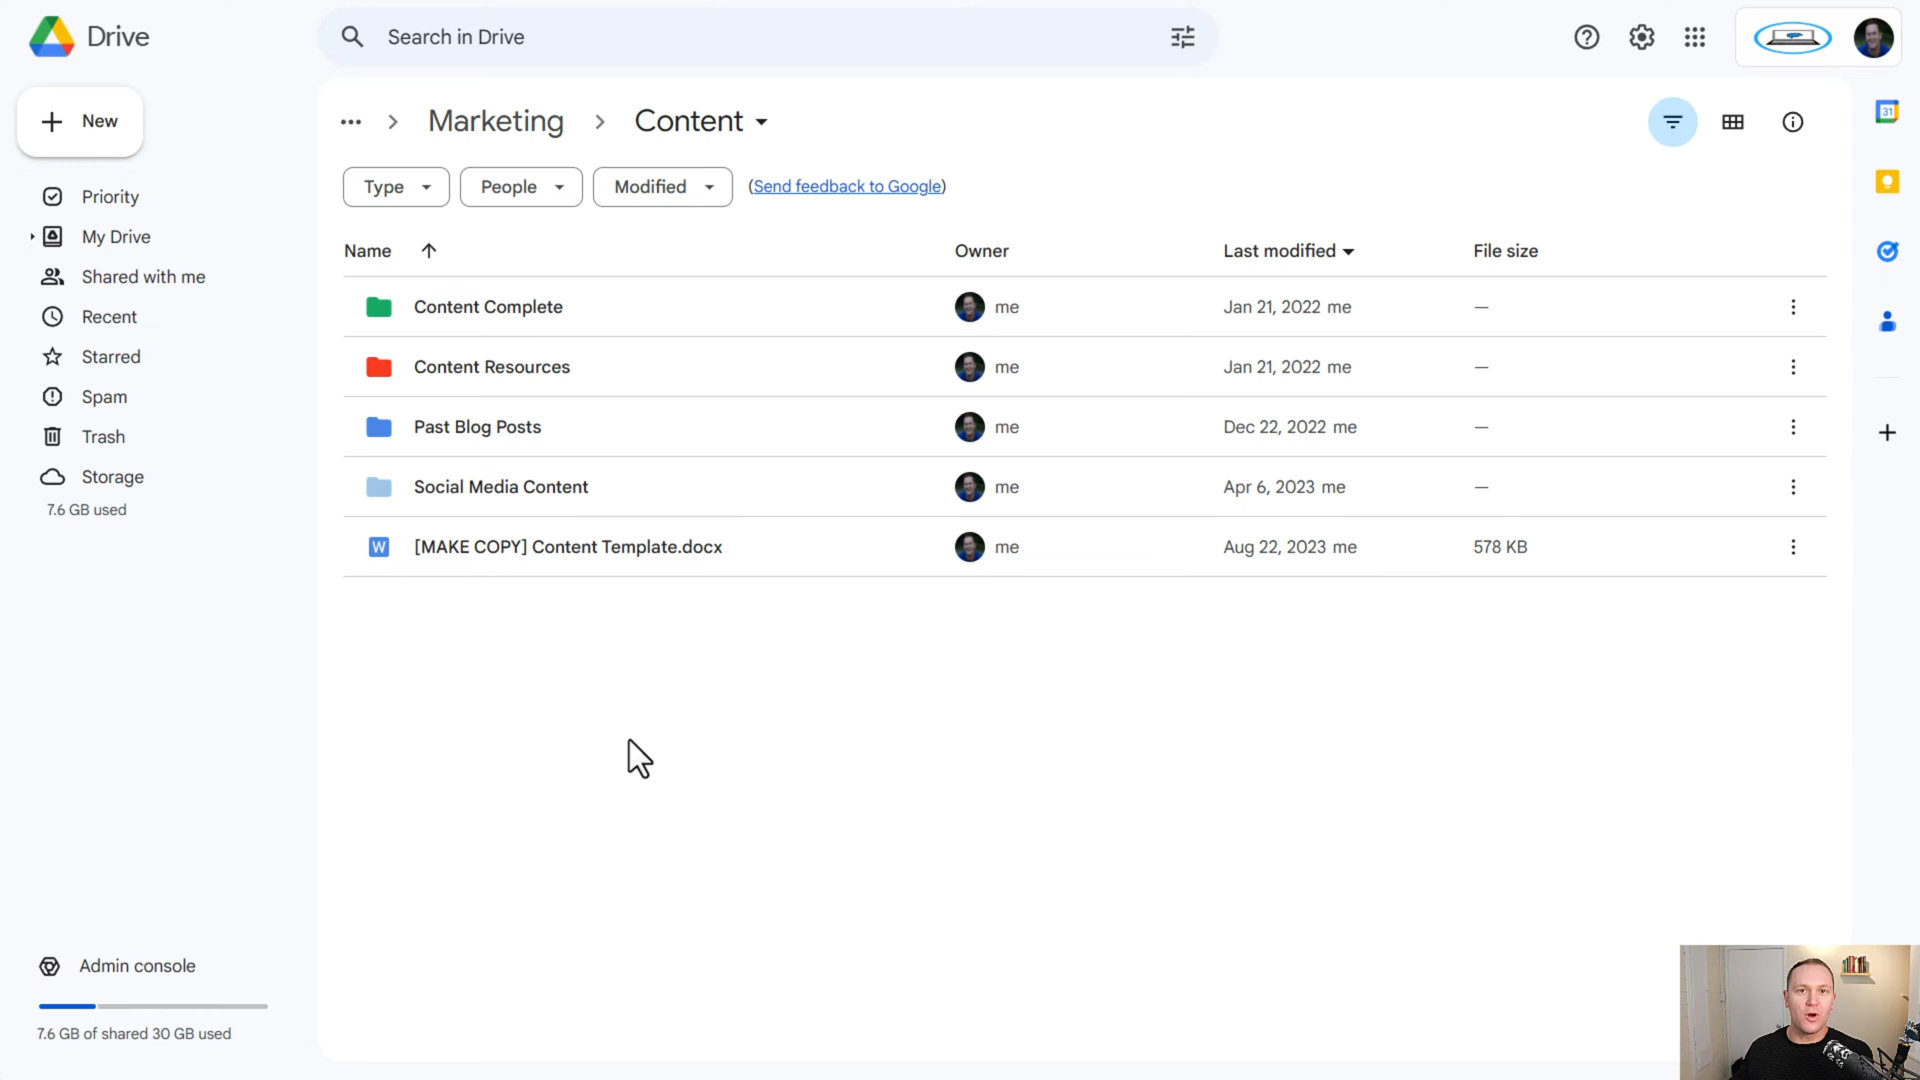 Drive
Search in Drive
New
Marketing
Content
Type
People
Modified
(Send feedback to Google)
Priority
My Drive
Shared with me
Recent
Starred
Spam
Trash
Storage
7.6 GB used
Name
Owner
Last modified
File size
Content Complete
me
Jan 21, 2022 me
—
Content Resources
me
Jan 21, 2022 me
—
Past Blog Posts
me
Dec 22, 2022 me
—
Social Media Content
me
Apr 6, 2023 me
—
W
[MAKE COPY] Content Template.docx
me
Aug 22, 2023 me
578 KB
31
Admin console
7.6 GB of shared 30 GB used